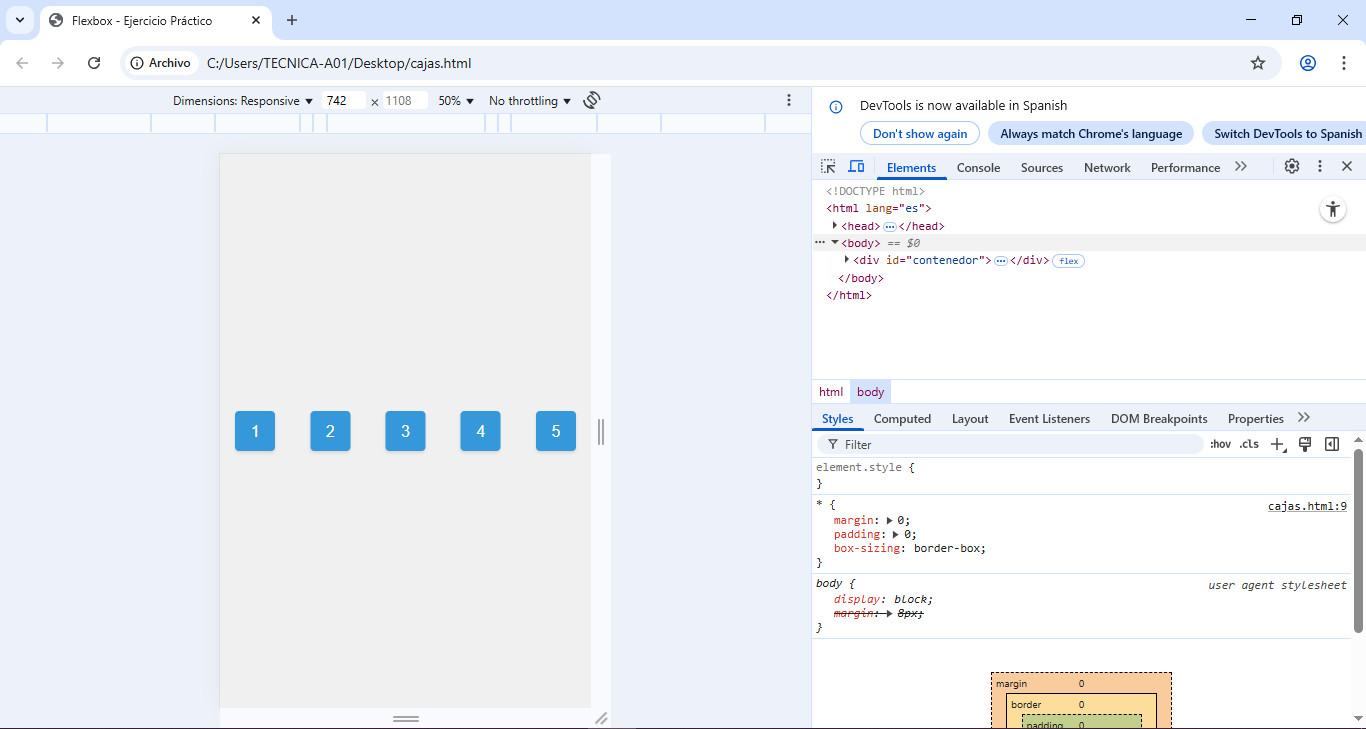 Flexbox - Ejercicio Práctico
Archivo C:/Users/TECNICA-A01/Desktop/cajas.html
Dimensions: Responsive 742 × 1108 50% No throttling
DevTools is now available in Spanish
Don't show again Always match Chrome's language Switch DevTools to Spanish
Elements Console Sources Network Performance
<!DOCTYPE html>
<html lang="es">
<head> … </head>
… <body> == $0
<div id="contenedor"> … </div> flex
</body>
</html>
1 2 3 4 5
html body
Styles Computed Layout Event Listeners DOM Breakpoints Properties
Filter :hov .cls
element.style {
}
* { cajas.html:9
margin: 0;
padding: 0;
box-sizing: border-box;
}
body { user agent stylesheet
display: block;
margin: 8px;
}
margin 0
border 0
padding 0